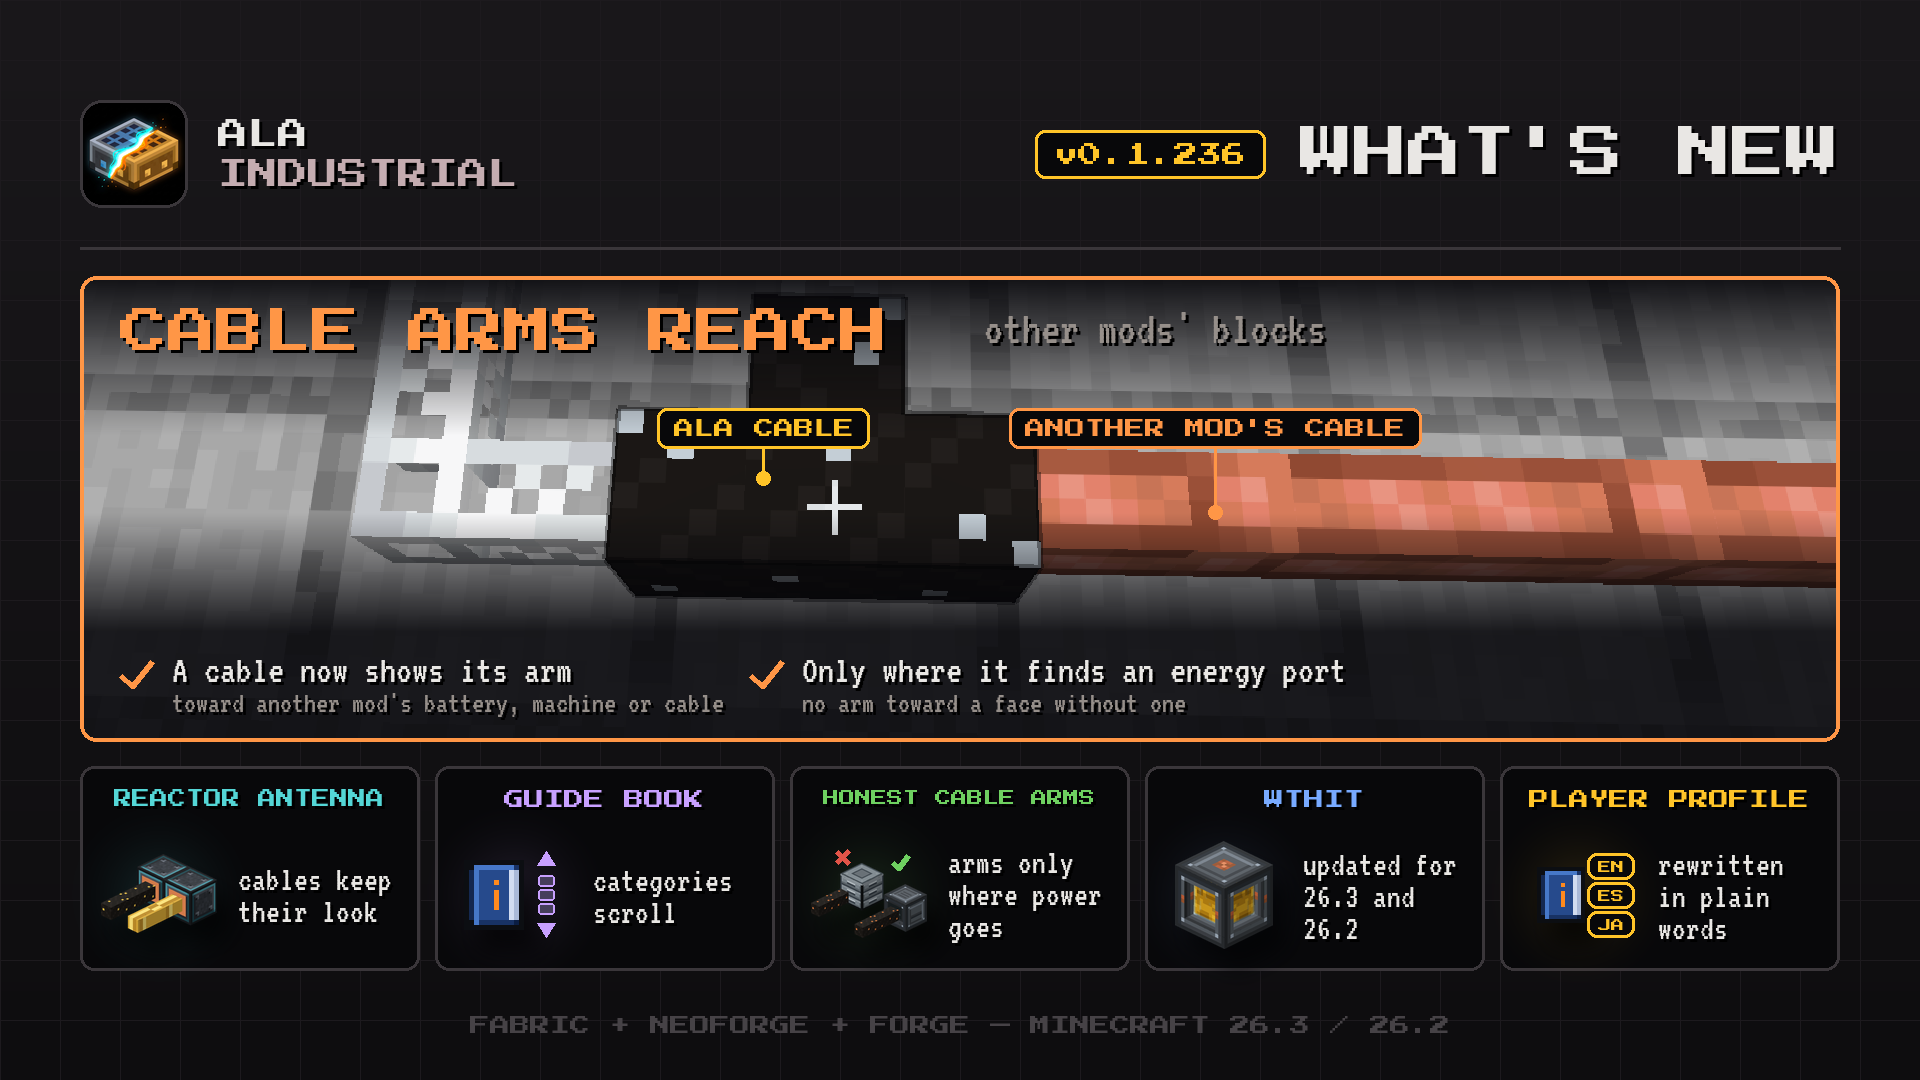 ALA
INDUSTRIAL
v0.1.236
WHAT'S NEW
CABLE ARMS REACH
other mods' blocks
ALA CABLE
ANOTHER MOD'S CABLE
A cable now shows its arm
toward another mod's battery, machine or cable
Only where it finds an energy port
no arm toward a face without one
REACTOR ANTENNA
cables keep
their look
GUIDE BOOK
i
categories
scroll
HONEST CABLE ARMS
arms only
where power
goes
WTHIT
updated for
26.3 and
26.2
PLAYER PROFILE
i
EN
ES
JA
rewritten
in plain
words
FABRIC + NEOFORGE + FORGE — MINECRAFT 26.3 / 26.2